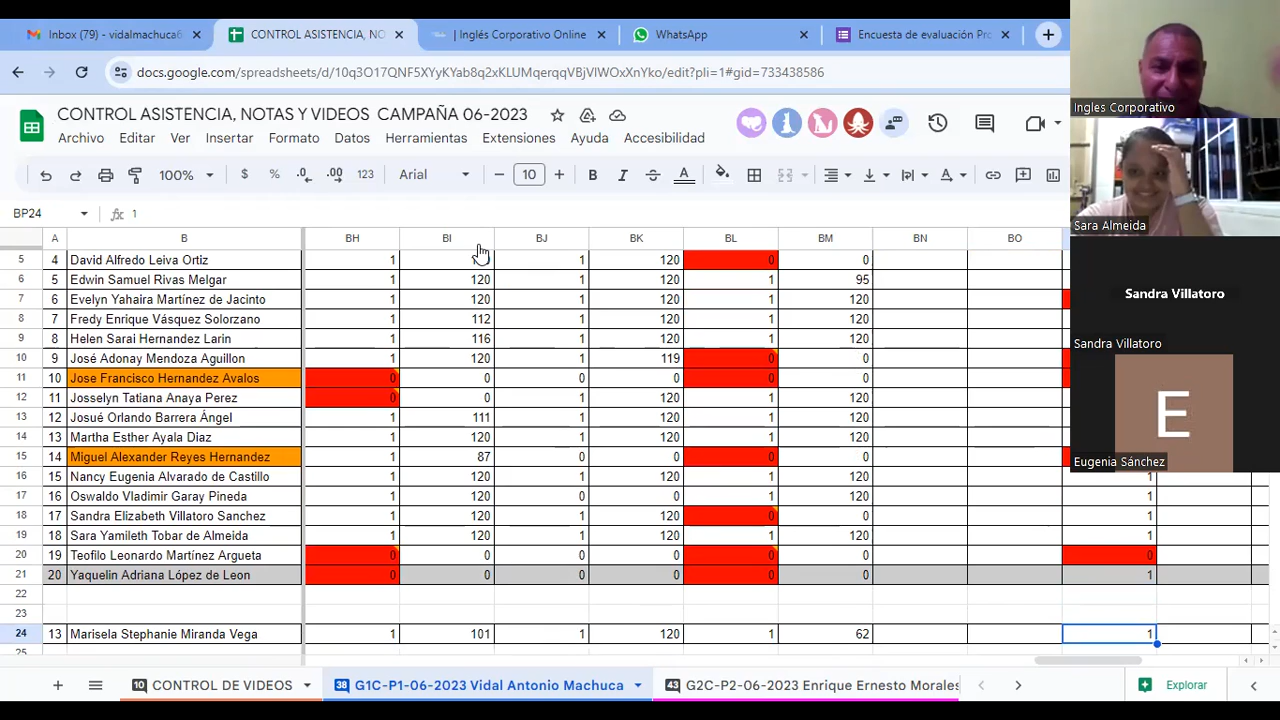 Inbox (79) - vidalmachuca6
CONTROL ASISTENCIA, NO
| Inglés Corporativo Online
WhatsApp
Encuesta de evaluación Pro
docs.google.com/spreadsheets/d/10q3O17QNF5XYyKYab8q2xKLUMqerqqVBjVIWOxXnYko/edit?pli=1#gid=733438586
CONTROL ASISTENCIA, NOTAS Y VIDEOS CAMPAÑA 06-2023
Archivo Editar Ver Insertar Formato Datos Herramientas Extensiones Ayuda Accesibilidad
100% $ % .0 .00 123 Arial 10 B I S A
BP24 fx 1
A B BH BI BJ BK BL BM BN BO
5 4 David Alfredo Leiva Ortiz 1 1 120 0 0
6 5 Edwin Samuel Rivas Melgar 1 120 1 120 1 95
7 6 Evelyn Yahaira Martínez de Jacinto 1 120 1 120 1 120
8 7 Fredy Enrique Vásquez Solorzano 1 112 1 120 1 120
9 8 Helen Sarai Hernandez Larin 1 116 1 120 1 120
10 9 José Adonay Mendoza Aguillon 1 120 1 119 0 0
11 10 Jose Francisco Hernandez Avalos 0 0 0 0 0 0
12 11 Josselyn Tatiana Anaya Perez 0 0 1 120 1 120
13 12 Josué Orlando Barrera Ángel 1 111 1 120 1 120
14 13 Martha Esther Ayala Diaz 1 120 1 120 1 120
15 14 Miguel Alexander Reyes Hernandez 1 87 0 0 0 0
16 15 Nancy Eugenia Alvarado de Castillo 1 120 1 120 1 120 1
17 16 Oswaldo Vladimir Garay Pineda 1 120 0 0 1 120 1
18 17 Sandra Elizabeth Villatoro Sanchez 1 120 1 120 0 0 1
19 18 Sara Yamileth Tobar de Almeida 1 120 1 120 1 120 1
20 19 Teofilo Leonardo Martínez Argueta 0 0 0 0 0 0 0
21 20 Yaquelin Adriana López de Leon 0 0 0 0 0 0 1
22
23
24 13 Marisela Stephanie Miranda Vega 1 101 1 120 1 62 1
25
10 CONTROL DE VIDEOS
38 G1C-P1-06-2023 Vidal Antonio Machuca
43 G2C-P2-06-2023 Enrique Ernesto Morales
Explorar
Ingles Corporativo
Sara Almeida
Sandra Villatoro
Sandra Villatoro
E
Eugenia Sánchez